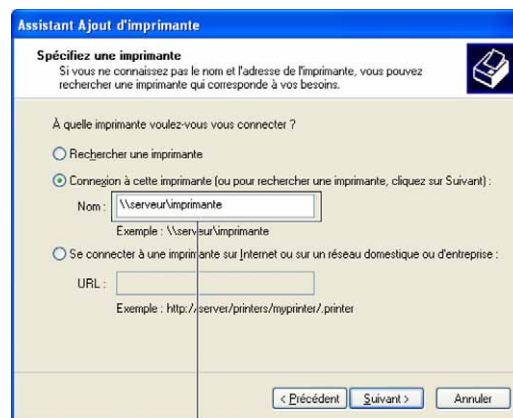 Assistant Ajout d'imprimante
Spécifiez une imprimante
Si vous ne connaissez pas le nom et l'adresse de l'imprimante, vous pouvez
rechercher une imprimante qui corresponde à vos besoins.
À quelle imprimante voulez-vous vous connecter ?
Rechercher une imprimante
Connexion à cette imprimante (ou pour rechercher une imprimante, cliquez sur Suivant) :
Nom : \\serveur\imprimante
Exemple : \\serveur\imprimante
Se connecter à une imprimante sur Internet ou sur un réseau domestique ou d'entreprise :
URL :
Exemple : http://server/printers/myprinter/.printer
< Précédent Suivant > Annuler